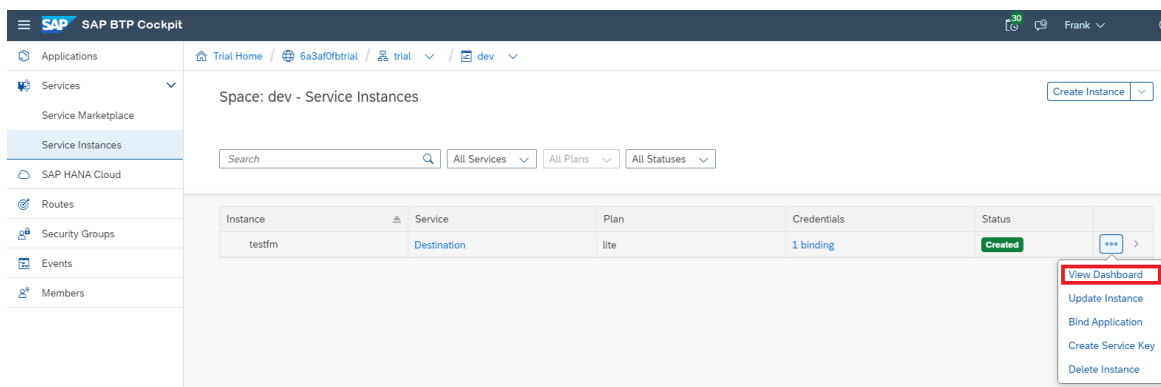 SAP SAP BTP Cockpit 30 Frank
Applications
Services
Service Marketplace
Service Instances
SAP HANA Cloud
Routes
Security Groups
Events
Members
Trial Home / 6a3af0fbtrial / trial / dev
Space: dev - Service Instances
Create Instance
Search All Services All Plans All Statuses
Instance Service Plan Credentials Status
testfm Destination lite 1 binding Created
View Dashboard
Update Instance
Bind Application
Create Service Key
Delete Instance